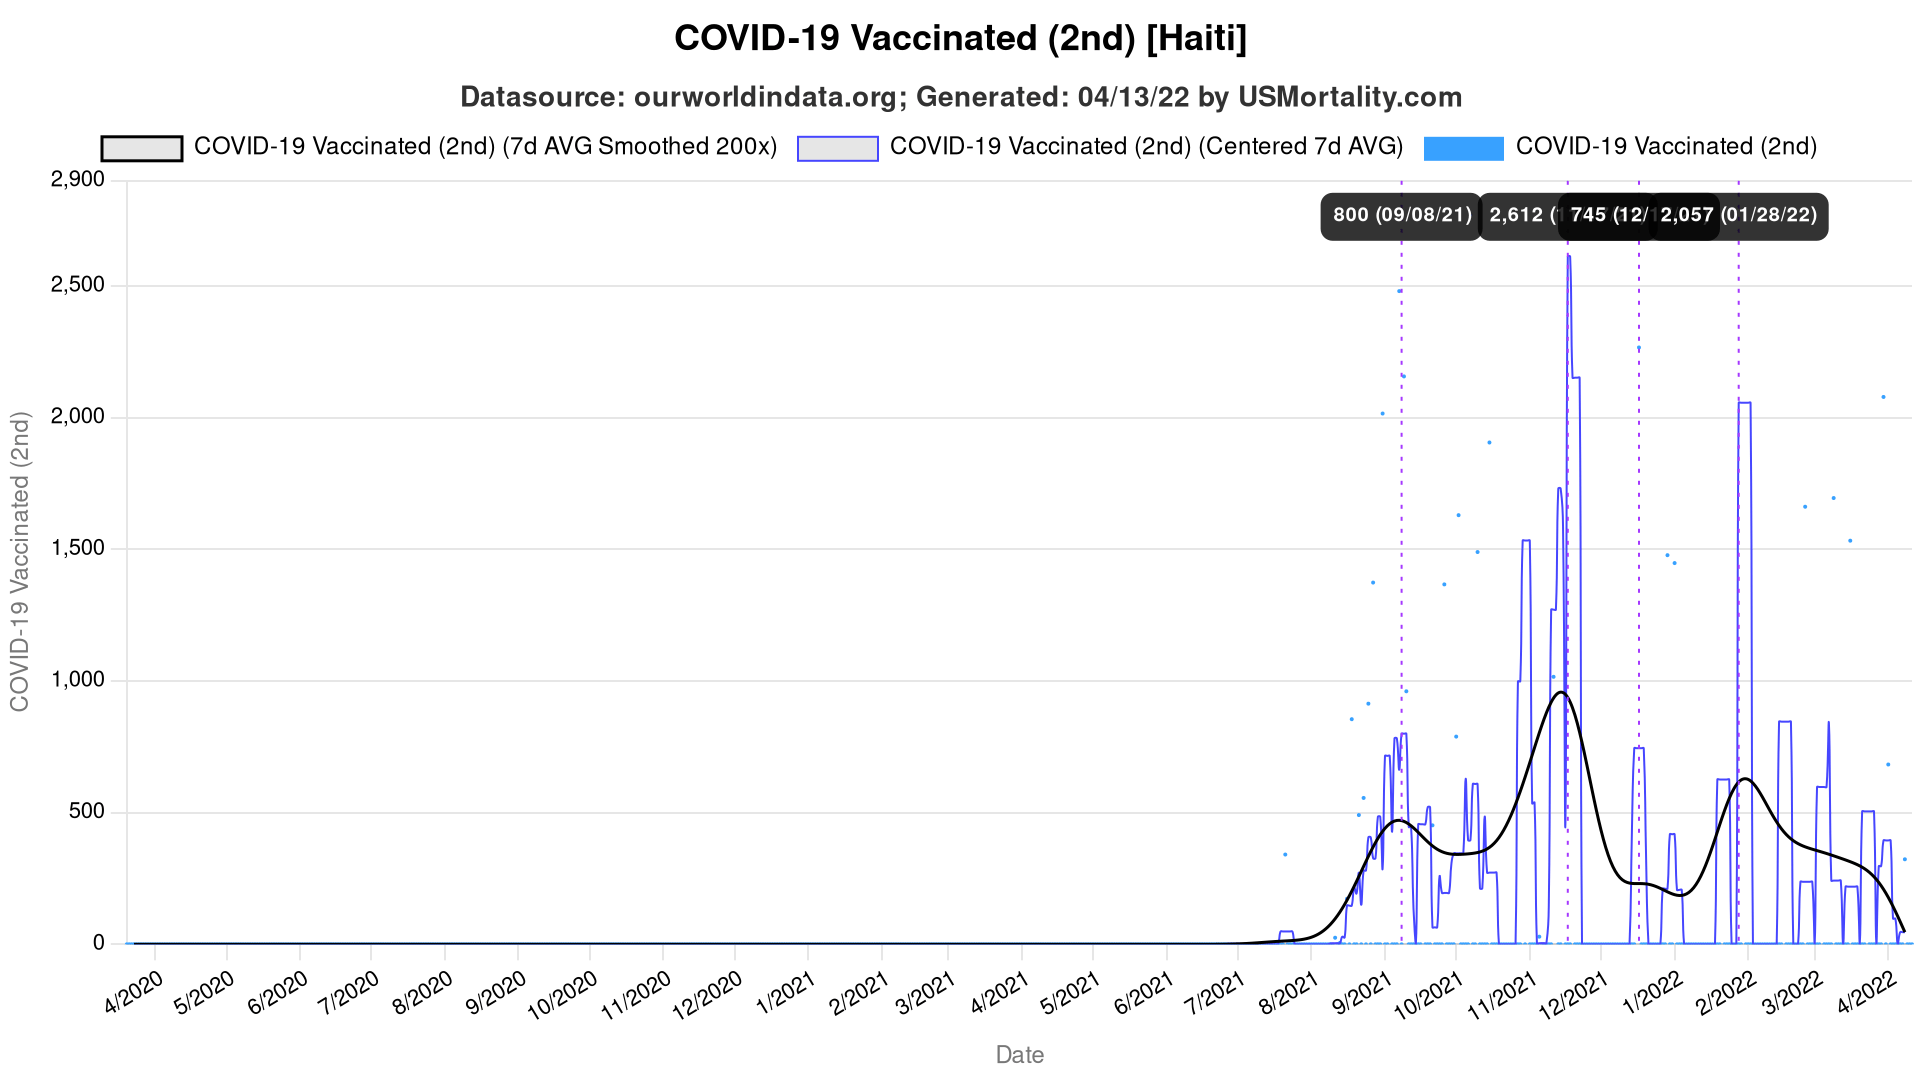 COVID-19 Vaccinated (2nd) [Haiti]
Datasource: ourworldindata.org; Generated: 04/13/22 by USMortality.com
COVID-19 Vaccinated (2nd) (7d AVG Smoothed 200x) COVID-19 Vaccinated (2nd) (Centered 7d AVG) COVID-19 Vaccinated (2nd)
800 (09/08/21) 2,612 745 (12/ 2,057 (01/28/22)
2,900
2,500
2,000
1,500
1,000
500
0
COVID-19 Vaccinated (2nd)
4/2020 5/2020 6/2020 7/2020 8/2020 9/2020 10/2020 11/2020 12/2020 1/2021 2/2021 3/2021 4/2021 5/2021 6/2021 7/2021 8/2021 9/2021 10/2021 11/2021 12/2021 1/2022 2/2022 3/2022 4/2022
Date